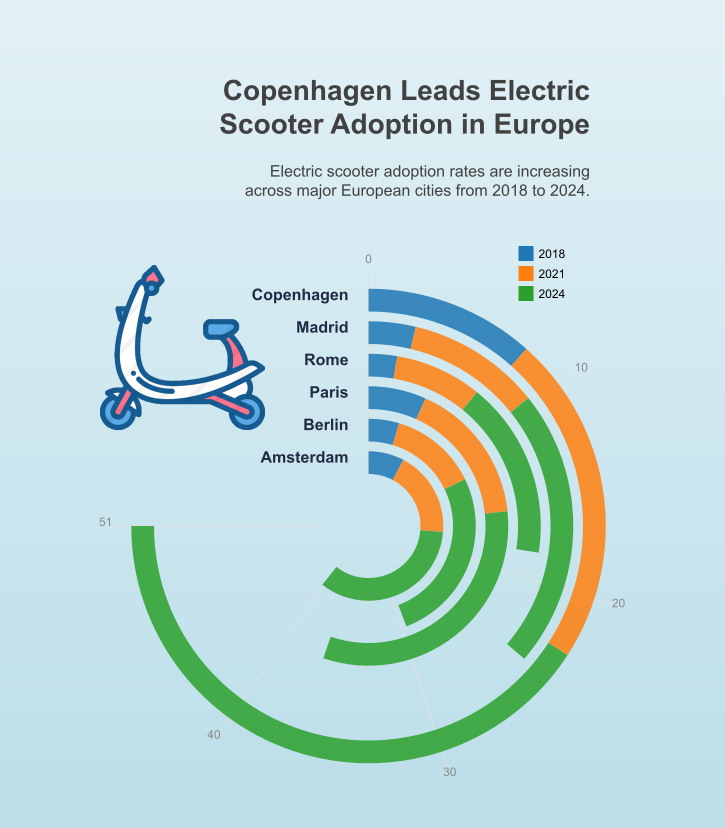 Copenhagen Leads Electric
Scooter Adoption in Europe
Electric scooter adoption rates are increasing
across major European cities from 2018 to 2024.
2018
2021
2024
0
10
20
30
40
51
Copenhagen
Madrid
Rome
Paris
Berlin
Amsterdam